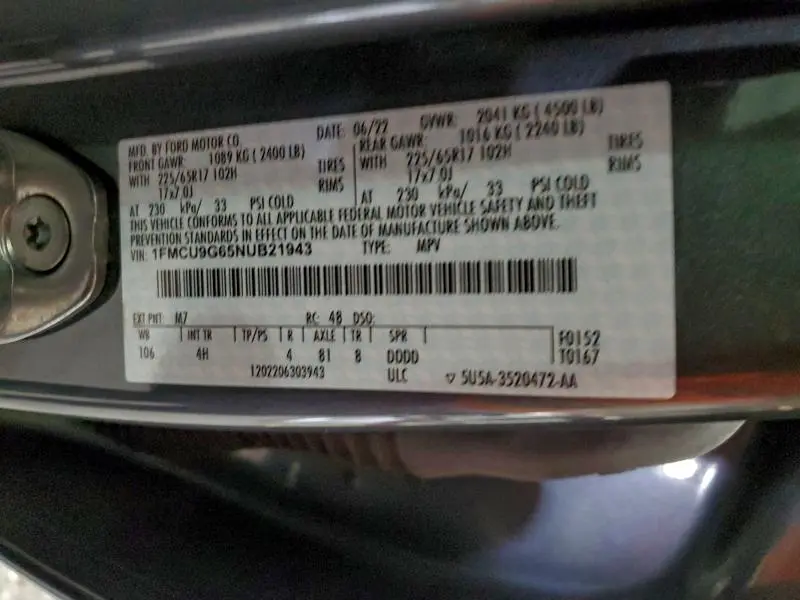 MFD. BY FORD MOTOR CO. DATE: 06/22 GVWR: 2041 KG ( 4500 LB)
FRONT GAWR: 1089 KG ( 2400 LB) REAR GAWR: 1016 KG ( 2240 LB)
WITH 225/65R17 102H TIRES WITH 225/65R17 102H TIRES
17x7.0J RIMS 17x7.0J RIMS
AT 230 kPa/ 33 PSI COLD AT 230 kPa/ 33 PSI COLD
THIS VEHICLE CONFORMS TO ALL APPLICABLE FEDERAL MOTOR VEHICLE SAFETY AND THEFT
PREVENTION STANDARDS IN EFFECT ON THE DATE OF MANUFACTURE SHOWN ABOVE.
VIN: 1FMCU9G65NUB21943 TYPE: MPV
EXT PNT: M7 RC: 48 DSO:
WB INT TR TP/PS R AXLE TR SPR F0152
106 4H 4 81 8 DDDD T0167
1202206303943 ULC 5U5A-3520472-AA